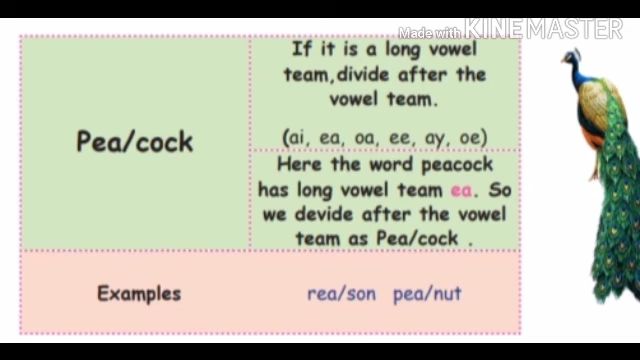 Made with KINEMASTER
If it is a long vowel
team,divide after the
vowel team.
(ai, ea, oa, ee, ay, oe)
Pea/cock
Here the word peacock
has long vowel team ea. So
we devide after the vowel
team as Pea/cock .
Examples
rea/son pea/nut